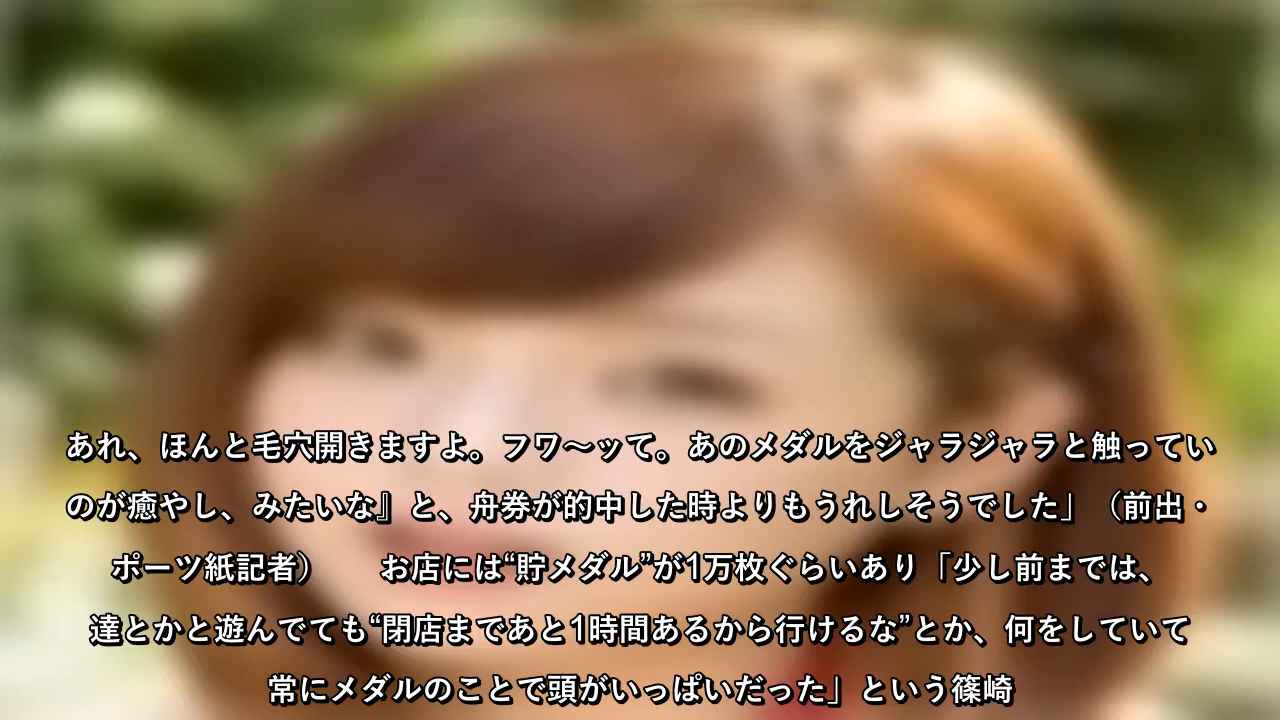 あれ、ほんと毛穴開きますよ。フワ〜ッて。あのメダルをジャラジャラと触ってい
のが癒やし、みたいな』と、舟券が的中した時よりもうれしそうでした」（前出・
ポーツ紙記者）　　お店には“貯メダル”が1万枚ぐらいあり「少し前までは、
達とかと遊んでても“閉店まであと1時間あるから行けるな”とか、何をしていて
常にメダルのことで頭がいっぱいだった」という篠崎